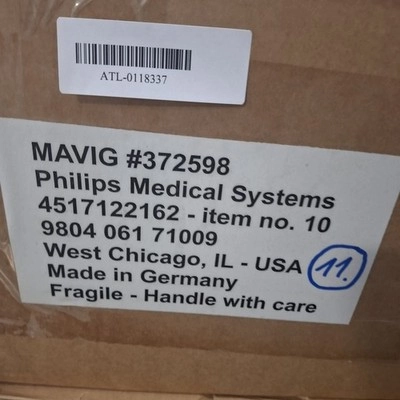 ATL-0118337
MAVIG #372598
Philips Medical Systems
4517122162 - item no. 10
9804 061 71009
West Chicago, IL - USA
11.
Made in Germany
Fragile - Handle with care